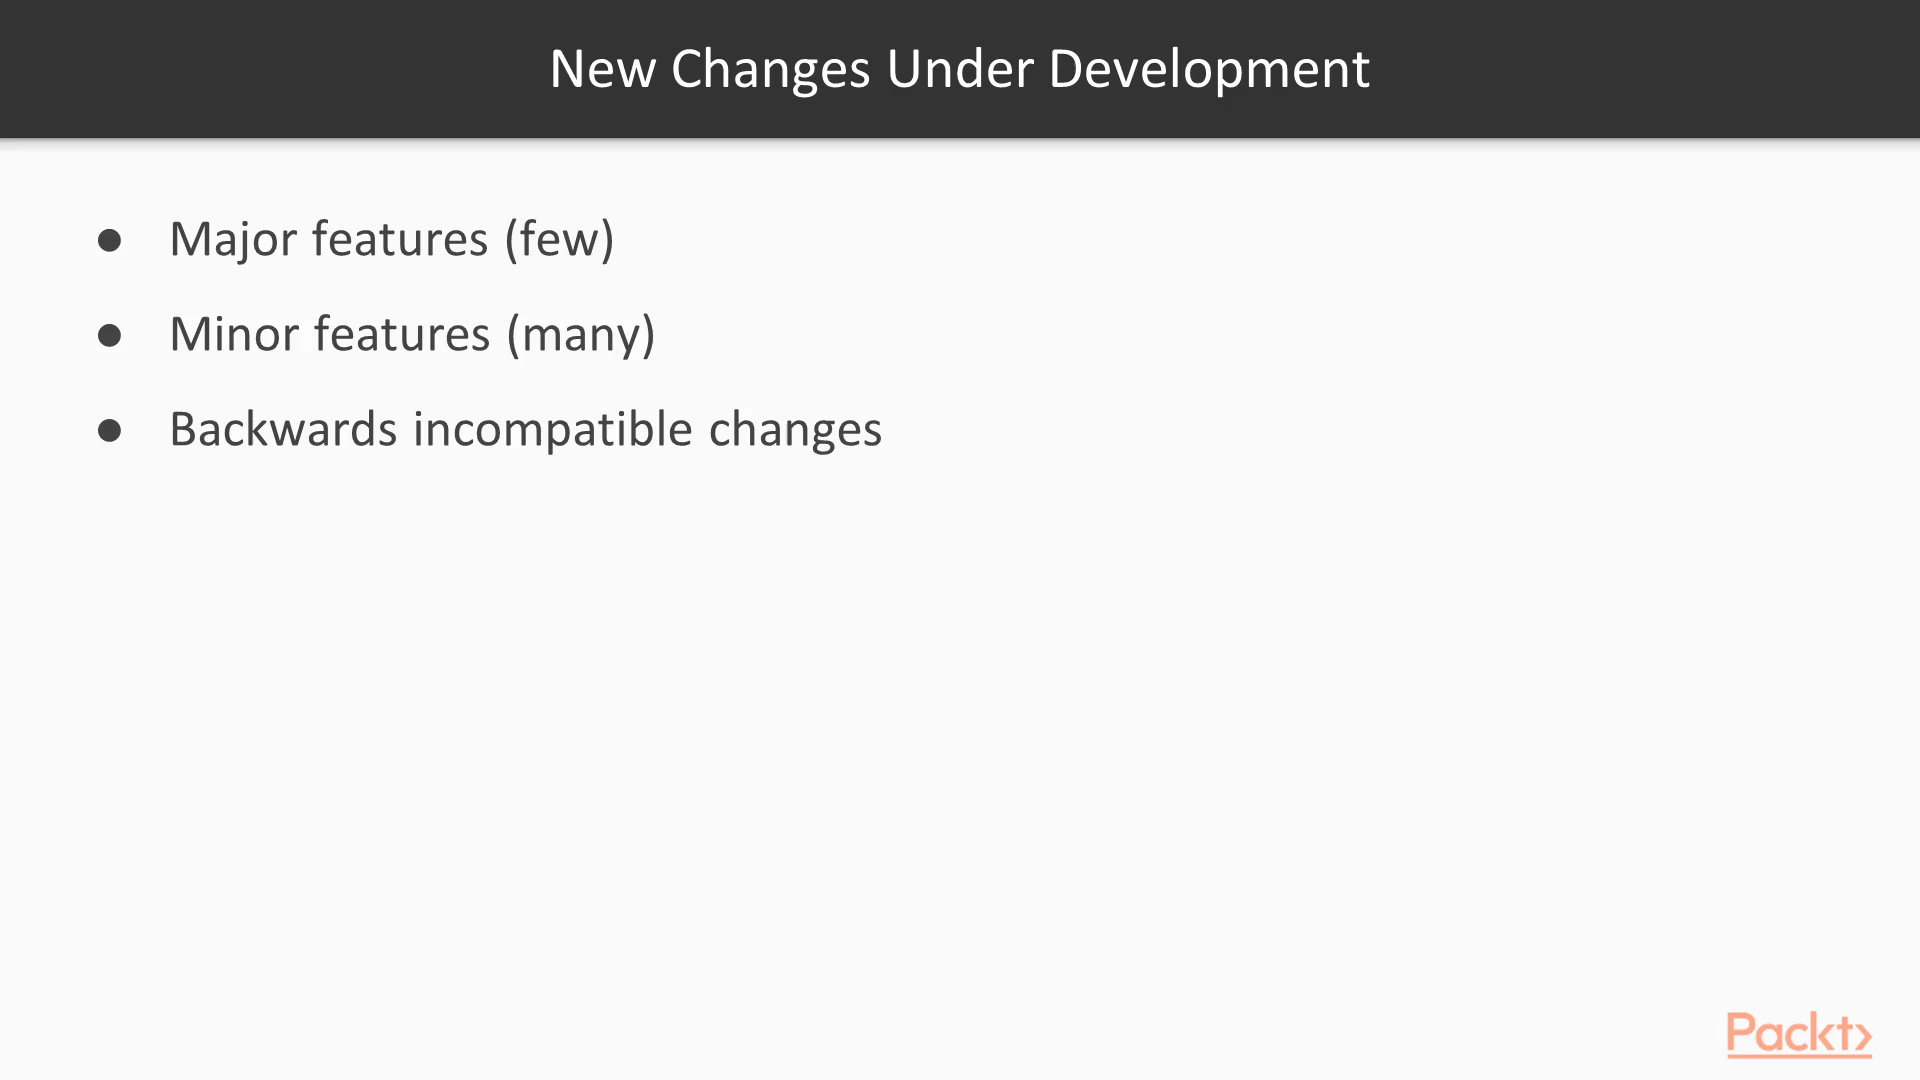 New Changes Under Development
● Major features (few)
● Minor features (many)
● Backwards incompatible changes
Packt>